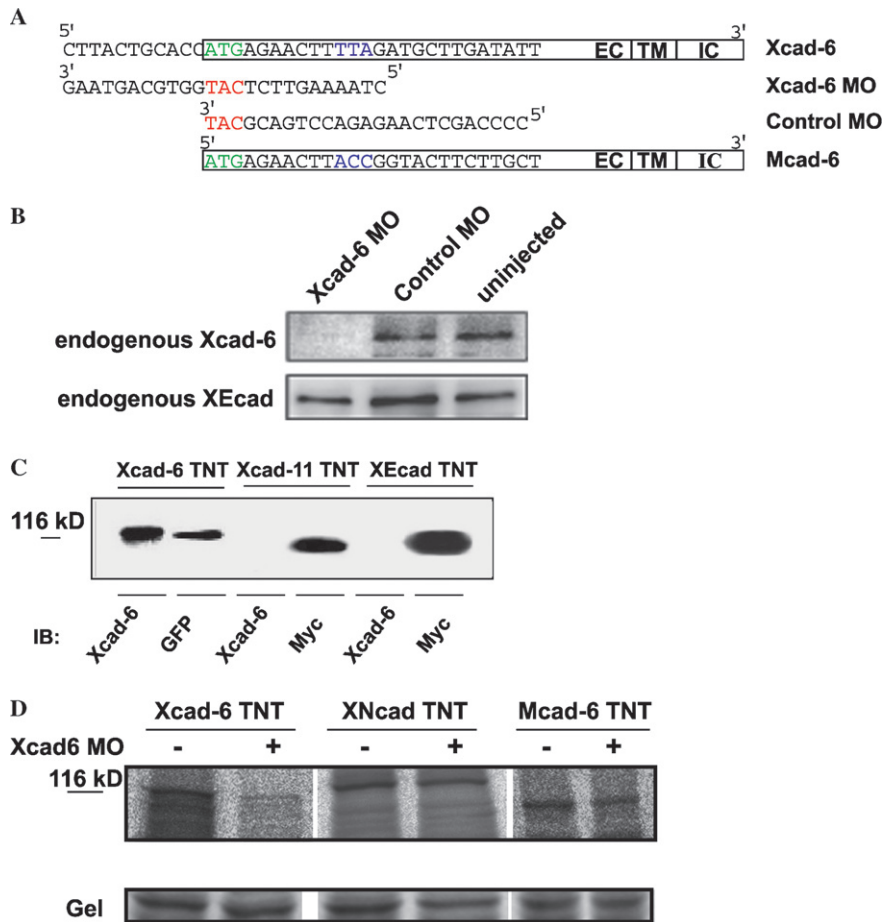 A
5' 3'
CTTACTGCACCATGAGAACTTTTAGATGCTTGATATT EC TM IC Xcad-6
3' 5'
GAATGACGTGGTACTCTTGAAAATC Xcad-6 MO
3'
TACGCAGTCCAGAGAACTCGACCCC5' Control MO
5' 3'
ATGAGAACTTACCGGTACTTCTTGCT EC TM IC Mcad-6
B
Xcad-6 MO Control MO uninjected
endogenous Xcad-6
endogenous XEcad
C
Xcad-6 TNT Xcad-11 TNT XEcad TNT
116 kD
IB: Xcad-6 GFP Xcad-6 Myc Xcad-6 Myc
D
Xcad-6 TNT XNcad TNT Mcad-6 TNT
Xcad6 MO - + - + - +
116 kD
Gel